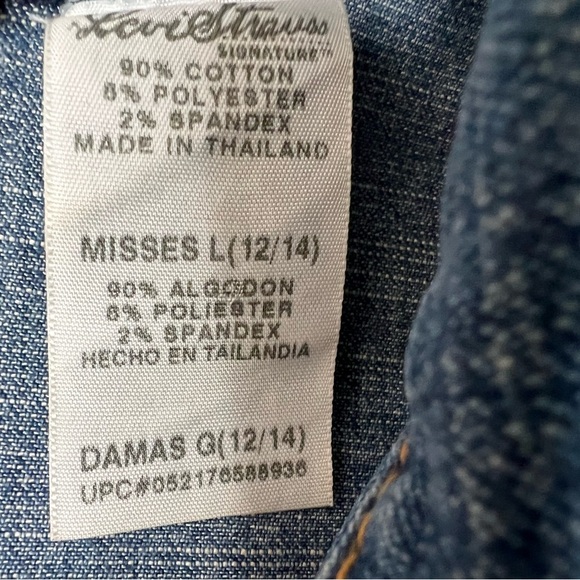 Levi Strauss
SIGNATURE™
90% COTTON
8% POLYESTER
2% SPANDEX
MADE IN THAILAND
MISSES L(12/14)
90% ALGODON
8% POLIESTER
2% SPANDEX
HECHO EN TAILANDIA
DAMAS G(12/14)
UPC#052176588936